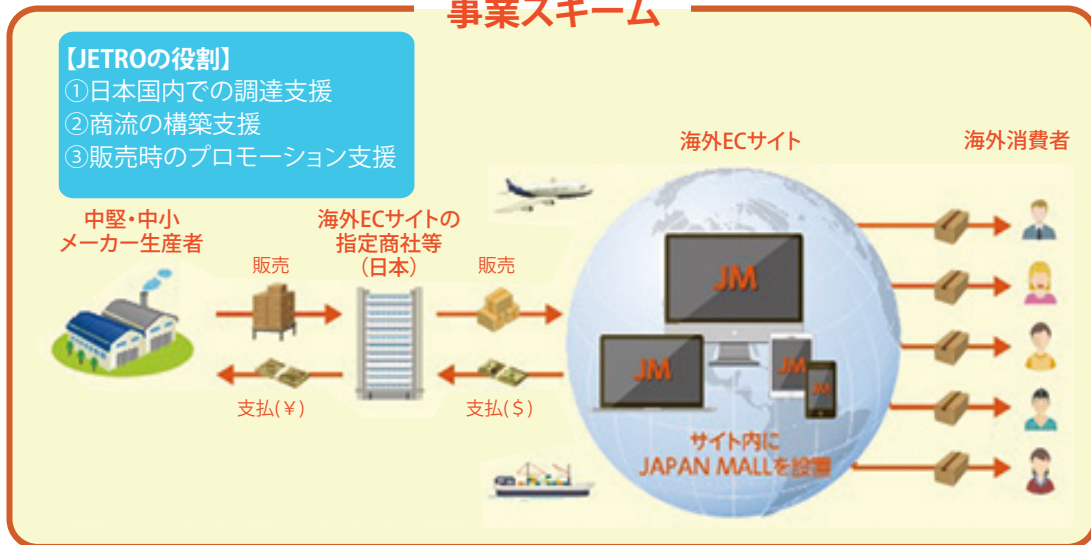 事業スキーム
【JETROの役割】
①日本国内での調達支援
②商流の構築支援
③販売時のプロモーション支援
海外ECサイト
海外消費者
中堅・中小
メーカー生産者
海外ECサイトの
指定商社等
（日本）
販売
販売
支払(￥)
支払(＄)
JM
JM
JM
JM
サイト内に
JAPAN MALLを設置